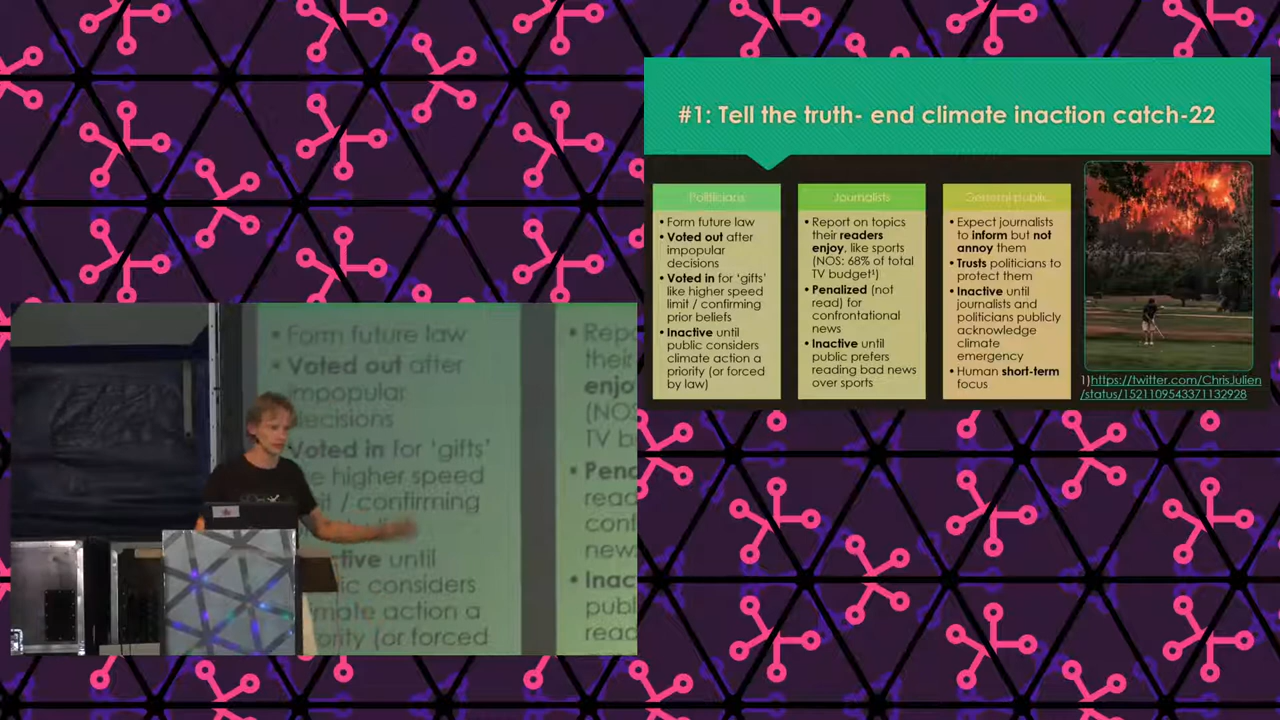 #1: Tell the truth- end climate inaction catch-22
Politicians
• Form future law
• Voted out after
impopular
decisions
• Voted in for ‘gifts’
like higher speed
limit / confirming
prior beliefs
• Inactive until
public considers
climate action a
priority (or forced
by law)
Journalists
• Report on topics
their readers
enjoy, like sports
(NOS: 68% of total
TV budget¹)
• Penalized (not
read) for
confrontational
news
• Inactive until
public prefers
reading bad news
over sports
General public
• Expect journalists
to inform but not
annoy them
• Trusts politicians to
protect them
• Inactive until
journalists and
politicians publicly
acknowledge
climate
emergency
• Human short-term
focus
1)https://twitter.com/ChrisJulien
/status/1521109543371132928
• Form future law
• Voted out after
impopular
decisions
Voted in for ‘gifts’
like higher speed
limit / confirming
until
considers
climate action a
priority (or forced
• Repo
their
enjo
(NOS
TV b
• Pena
read
conf
news
• Inac
publ
read